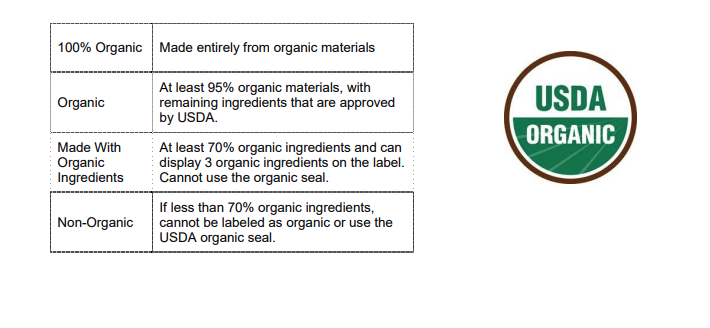 100% Organic
Made entirely from organic materials
Organic
At least 95% organic materials, with
remaining ingredients that are approved
by USDA.
Made With
Organic
Ingredients
At least 70% organic ingredients and can
display 3 organic ingredients on the label.
Cannot use the organic seal.
Non-Organic
If less than 70% organic ingredients,
cannot be labeled as organic or use the
USDA organic seal.
USDA
ORGANIC